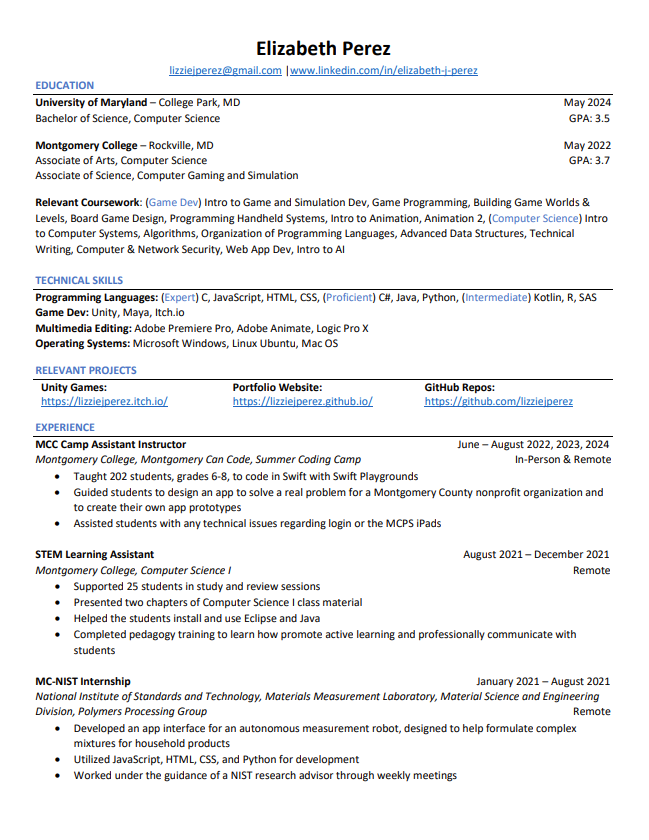 Elizabeth Perez
lizziejperez@gmail.com | www.linkedin.com/in/elizabeth-j-perez
EDUCATION
University of Maryland – College Park, MD May 2024
Bachelor of Science, Computer Science GPA: 3.5
Montgomery College – Rockville, MD May 2022
Associate of Arts, Computer Science GPA: 3.7
Associate of Science, Computer Gaming and Simulation
Relevant Coursework: (Game Dev) Intro to Game and Simulation Dev, Game Programming, Building Game Worlds &
Levels, Board Game Design, Programming Handheld Systems, Intro to Animation, Animation 2, (Computer Science) Intro
to Computer Systems, Algorithms, Organization of Programming Languages, Advanced Data Structures, Technical
Writing, Computer & Network Security, Web App Dev, Intro to AI
TECHNICAL SKILLS
Programming Languages: (Expert) C, JavaScript, HTML, CSS, (Proficient) C#, Java, Python, (Intermediate) Kotlin, R, SAS
Game Dev: Unity, Maya, Itch.io
Multimedia Editing: Adobe Premiere Pro, Adobe Animate, Logic Pro X
Operating Systems: Microsoft Windows, Linux Ubuntu, Mac OS
RELEVANT PROJECTS
Unity Games: Portfolio Website: GitHub Repos:
https://lizziejperez.itch.io/ https://lizziejperez.github.io/ https://github.com/lizziejperez
EXPERIENCE
MCC Camp Assistant Instructor June – August 2022, 2023, 2024
Montgomery College, Montgomery Can Code, Summer Coding Camp In-Person & Remote
• Taught 202 students, grades 6-8, to code in Swift with Swift Playgrounds
• Guided students to design an app to solve a real problem for a Montgomery County nonprofit organization and
to create their own app prototypes
• Assisted students with any technical issues regarding login or the MCPS iPads
STEM Learning Assistant August 2021 – December 2021
Montgomery College, Computer Science I Remote
• Supported 25 students in study and review sessions
• Presented two chapters of Computer Science I class material
• Helped the students install and use Eclipse and Java
• Completed pedagogy training to learn how promote active learning and professionally communicate with
students
MC-NIST Internship January 2021 – August 2021
National Institute of Standards and Technology, Materials Measurement Laboratory, Material Science and Engineering
Division, Polymers Processing Group Remote
• Developed an app interface for an autonomous measurement robot, designed to help formulate complex
mixtures for household products
• Utilized JavaScript, HTML, CSS, and Python for development
• Worked under the guidance of a NIST research advisor through weekly meetings